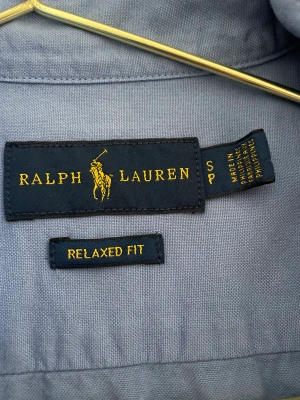 RALPH LAUREN
S
P
MADE IN
PHILIPPINES
RELAXED FIT